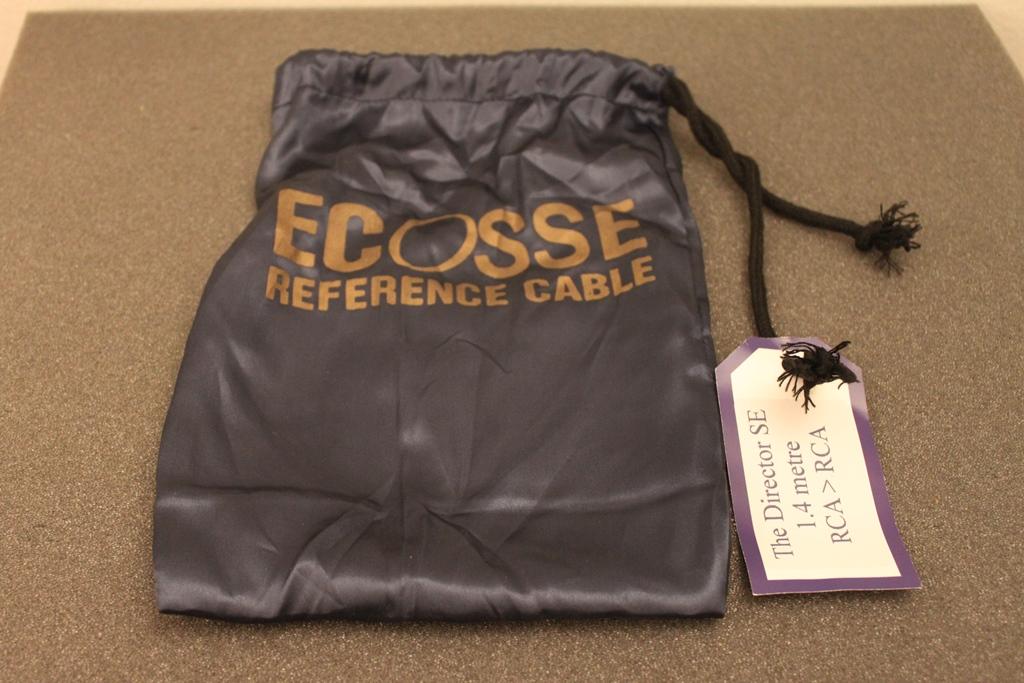 ECOSSE
REFERENCE CABLE
The Director SE
1.4 metre
RCA > RCA